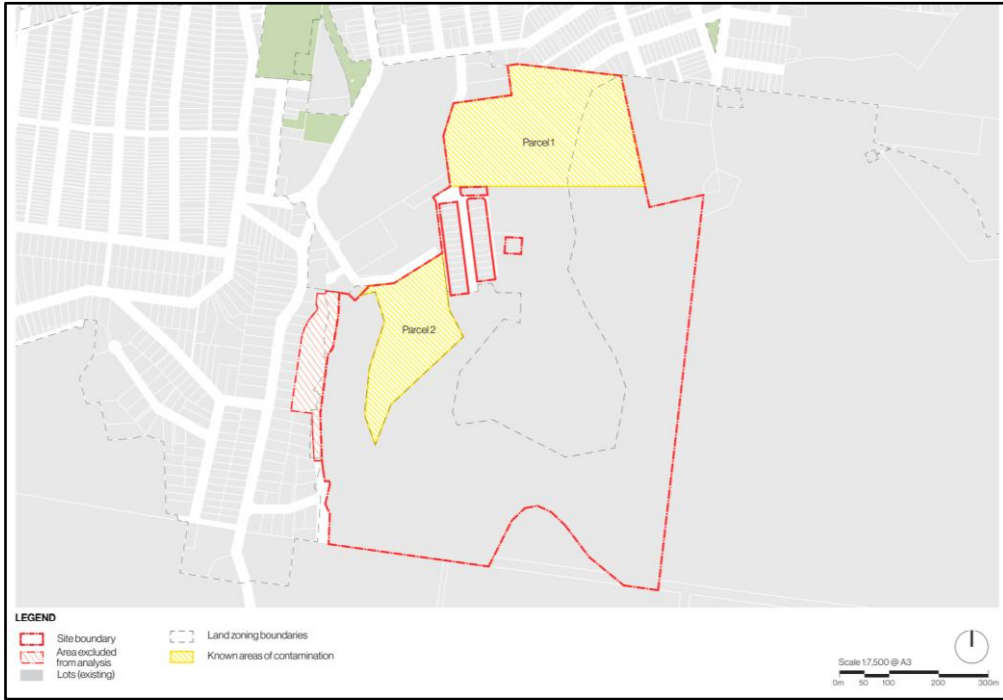 Parcel 1
Parcel 2
LEGEND
Site boundary
Area excluded
from analysis
Lots (existing)
Land zoning boundaries
Known areas of contamination
Scale 1:7,500 @ A3
0m 50 100 200 300m